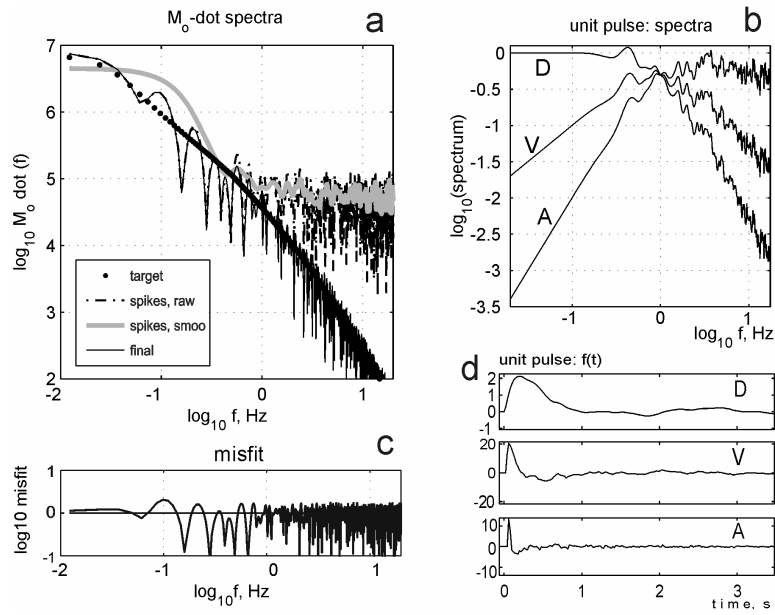 Mo-dot spectra
a
7
6
5
4
3
2
log10 Mo dot (f)
target
spikes, raw
spikes, smoo
final
-2
-1
0
1
log10 f, Hz
unit pulse: spectra
b
0
-0.5
-1
-1.5
-2
-2.5
-3
-3.5
log10(spectrum)
D
V
A
-1
0
1
log10 f, Hz
misfit
c
1
0
-1
log10 misfit
-2
-1
0
1
log10f, Hz
d
unit pulse: f(t)
2
1
-1
D
20
0
-20
V
10
0
-10
A
0
1
2
3
time, s